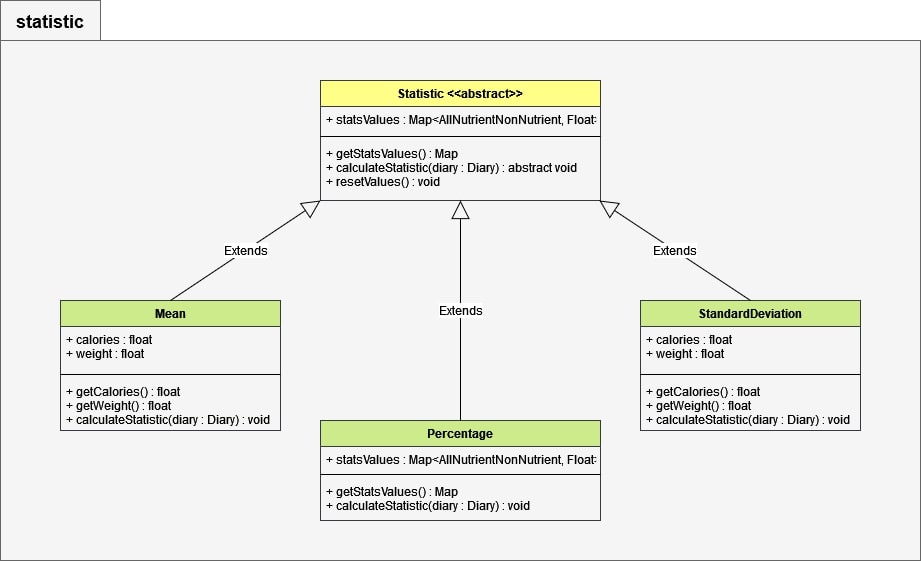 statistic
Statistic <<abstract>>
+ statsValues : Map<AllNutrientNonNutrient, Float>
+ getStatsValues() : Map
+ calculateStatistic(diary : Diary) : abstract void
+ resetValues() : void
Extends
Extends
Extends
Mean
+ calories : float
+ weight : float
+ getCalories() : float
+ getWeight() : float
+ calculateStatistic(diary : Diary) : void
StandardDeviation
+ calories : float
+ weight : float
+ getCalories() : float
+ getWeight() : float
+ calculateStatistic(diary : Diary) : void
Percentage
+ statsValues : Map<AllNutrientNonNutrient, Float>
+ getStatsValues() : Map
+ calculateStatistic(diary : Diary) : void